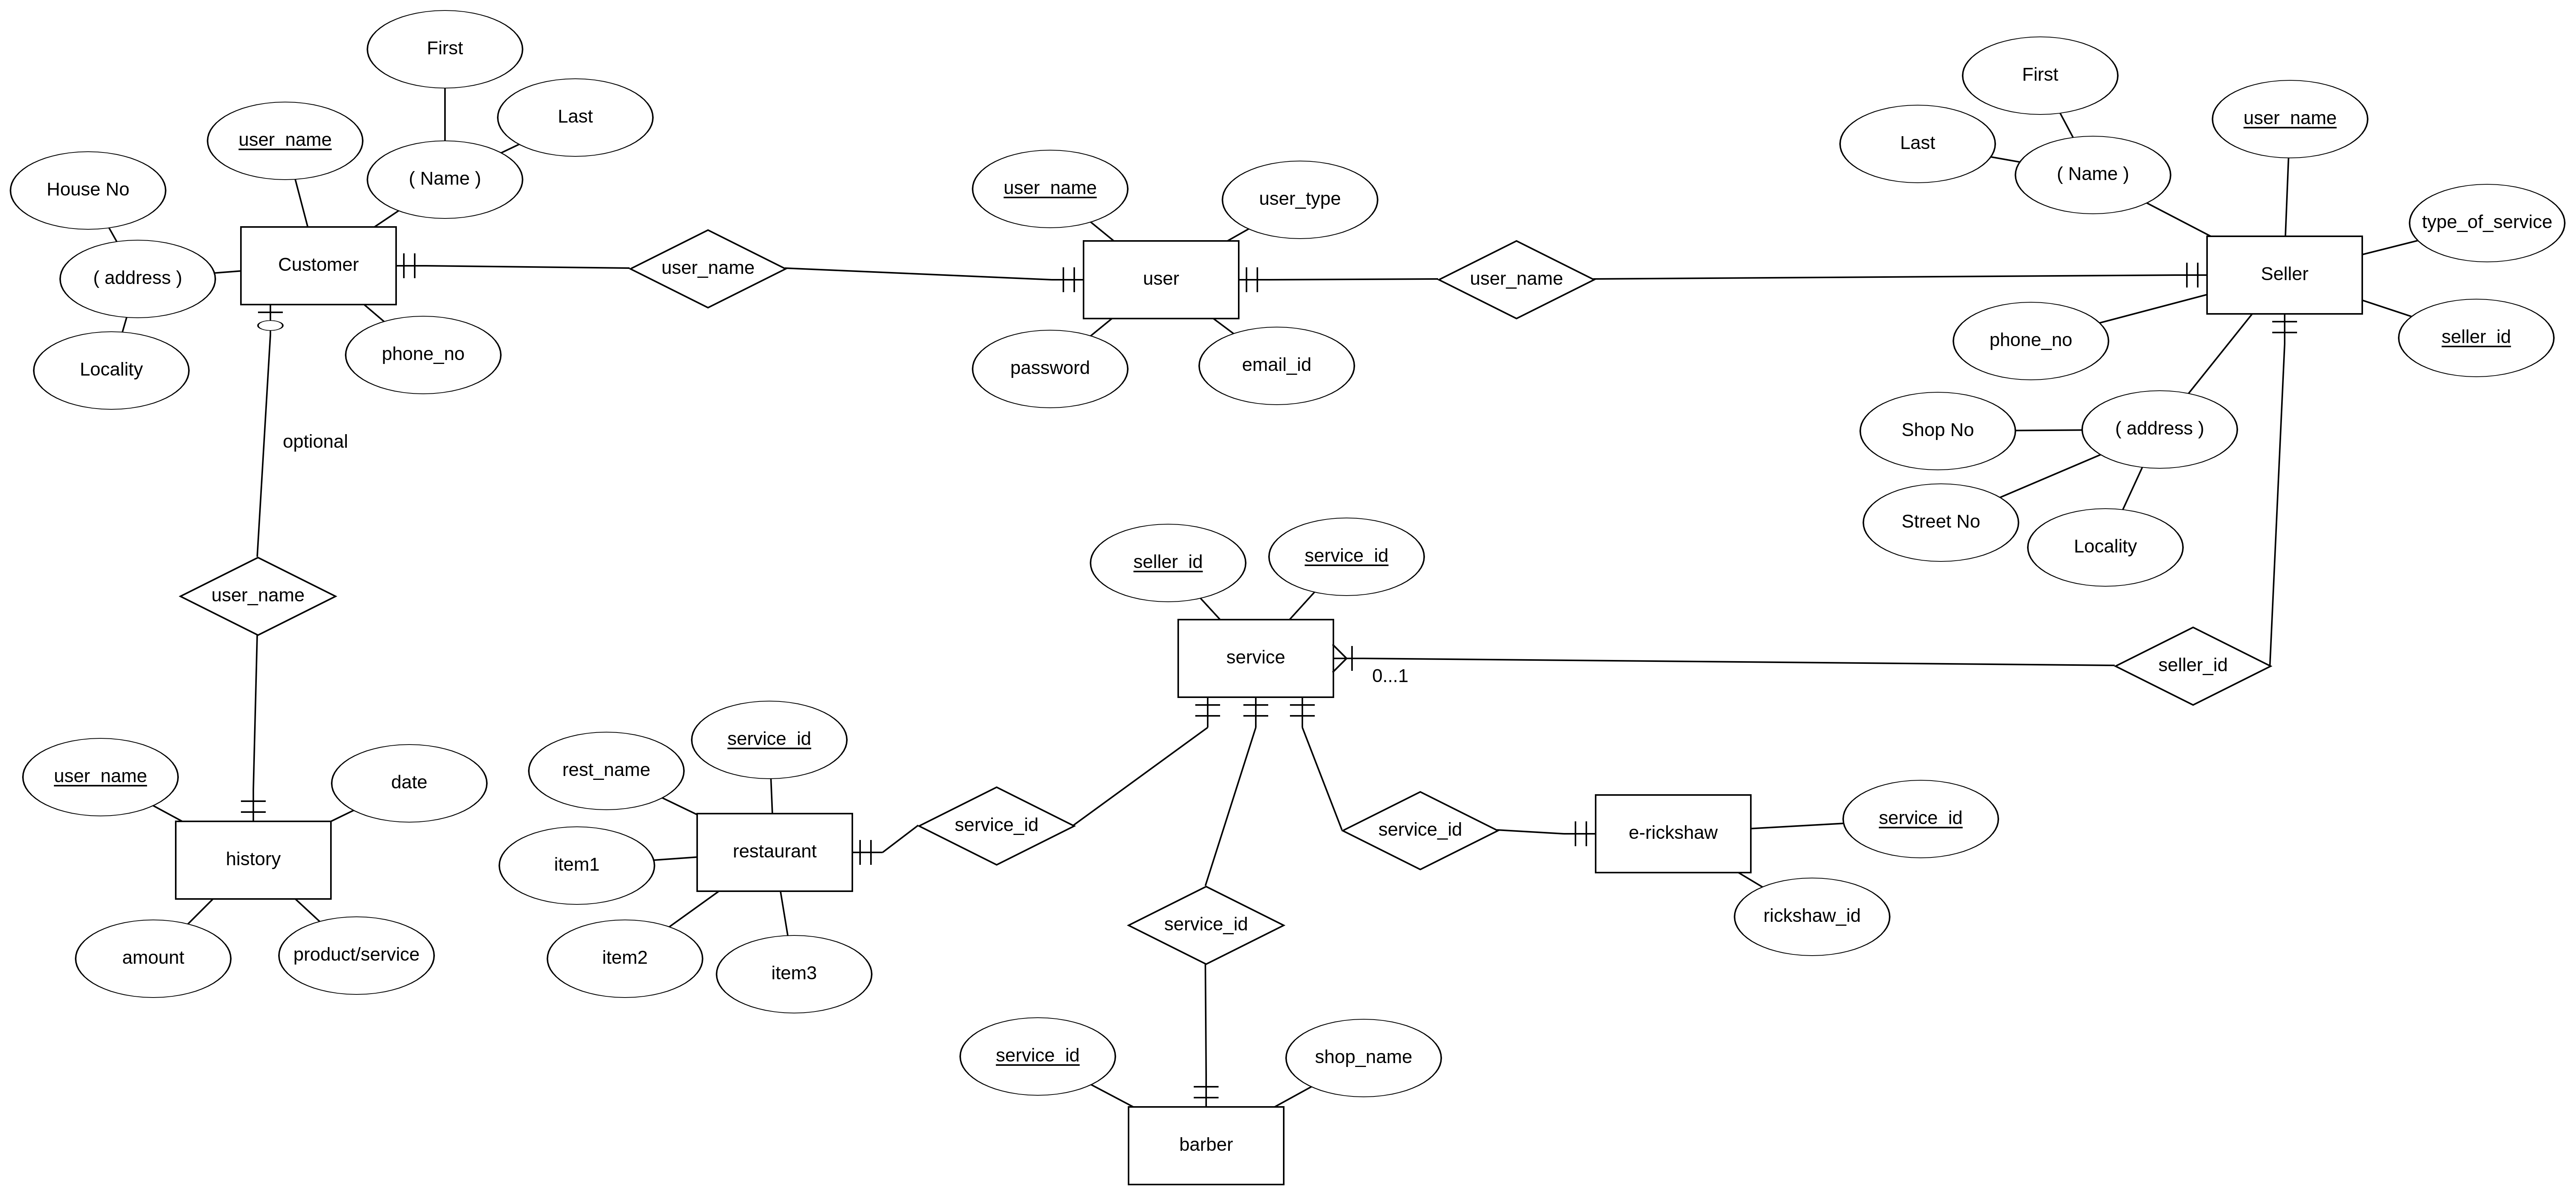 First
Last
user_name
( Name )
House No
( address )
Customer
Locality
phone_no
optional
user_name
user_name
user_type
user
password
email_id
user_name
First
Last
( Name )
user_name
type_of_service
Seller
seller_id
phone_no
( address )
Shop No
Street No
Locality
user_name
seller_id
service_id
service
0...1
seller_id
user_name
date
history
amount
product/service
service_id
rest_name
restaurant
item1
item2
item3
service_id
service_id
e-rickshaw
service_id
rickshaw_id
service_id
service_id
shop_name
barber